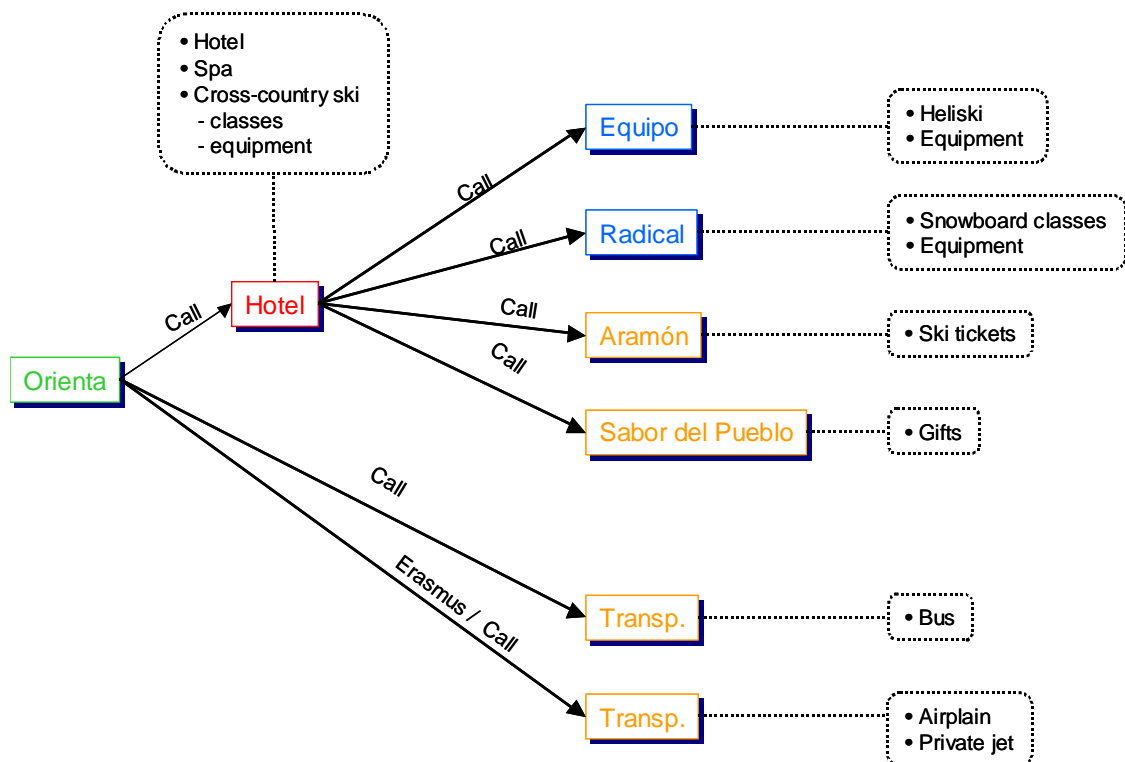 • Hotel
• Spa
• Cross-country ski
- classes
- equipment
Equipo
• Heliski
• Equipment
Call
Radical
• Snowboard classes
• Equipment
Call
Hotel
Call
Aramón
• Ski tickets
Call
Call
Orienta
Sabor del Pueblo
• Gifts
Call
Erasmus / Call
Transp.
• Bus
Transp.
• Airplain
• Private jet